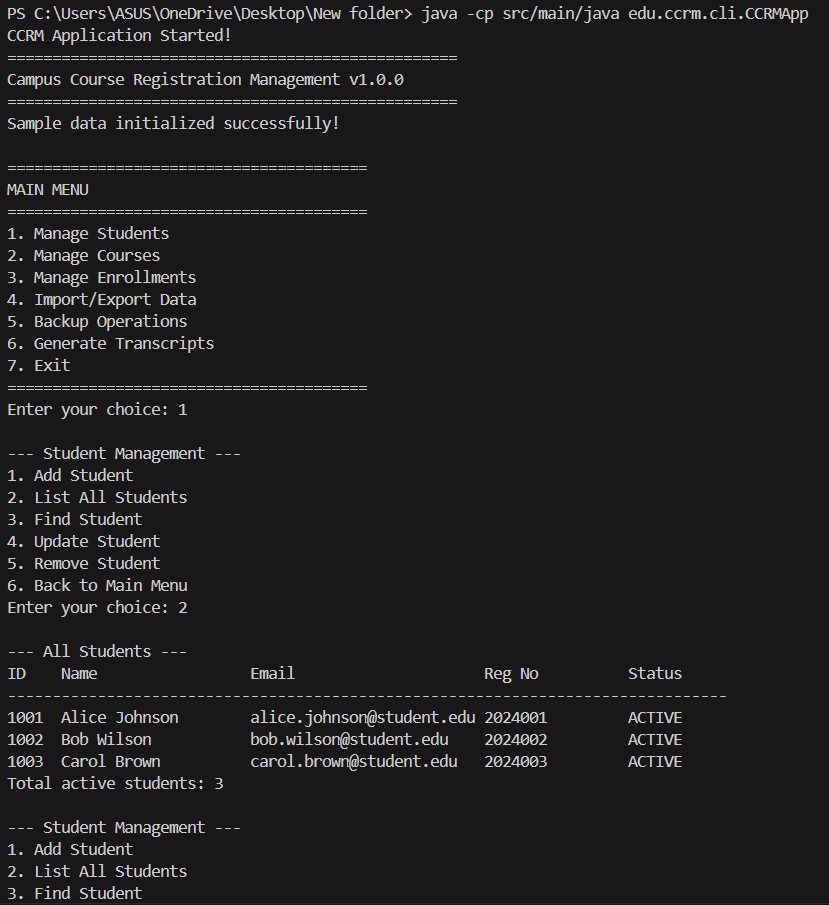 PS C:\Users\ASUS\OneDrive\Desktop\New folder> java -cp src/main/java edu.ccrm.cli.CCRMApp
CCRM Application Started!
==================================================
Campus Course Registration Management v1.0.0
==================================================
Sample data initialized successfully!

========================================
MAIN MENU
========================================
1. Manage Students
2. Manage Courses
3. Manage Enrollments
4. Import/Export Data
5. Backup Operations
6. Generate Transcripts
7. Exit
========================================
Enter your choice: 1

--- Student Management ---
1. Add Student
2. List All Students
3. Find Student
4. Update Student
5. Remove Student
6. Back to Main Menu
Enter your choice: 2

--- All Students ---
ID    Name                 Email                     Reg No          Status
--------------------------------------------------------------------------------
1001  Alice Johnson        alice.johnson@student.edu 2024001         ACTIVE
1002  Bob Wilson           bob.wilson@student.edu    2024002         ACTIVE
1003  Carol Brown          carol.brown@student.edu   2024003         ACTIVE
Total active students: 3

--- Student Management ---
1. Add Student
2. List All Students
3. Find Student